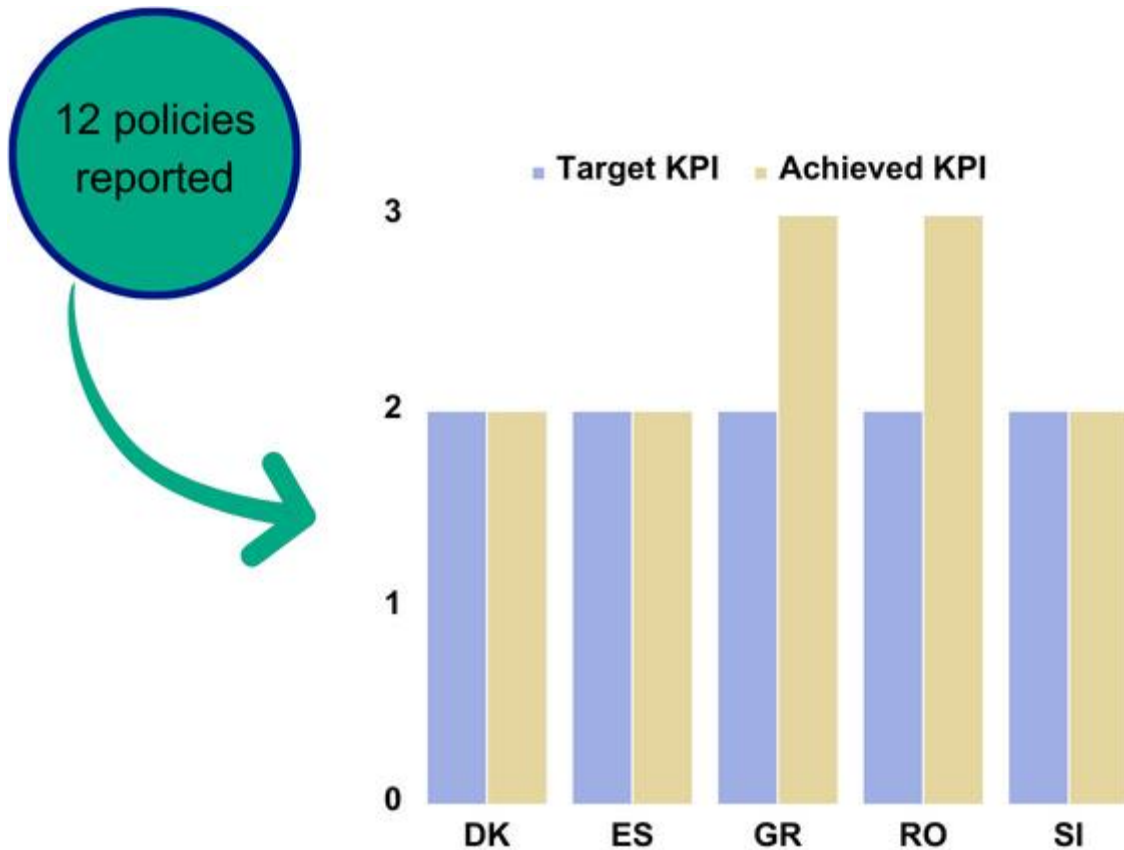 12 policies
reported
Target KPI Achieved KPI
3
2
1
0
DK ES GR RO SI